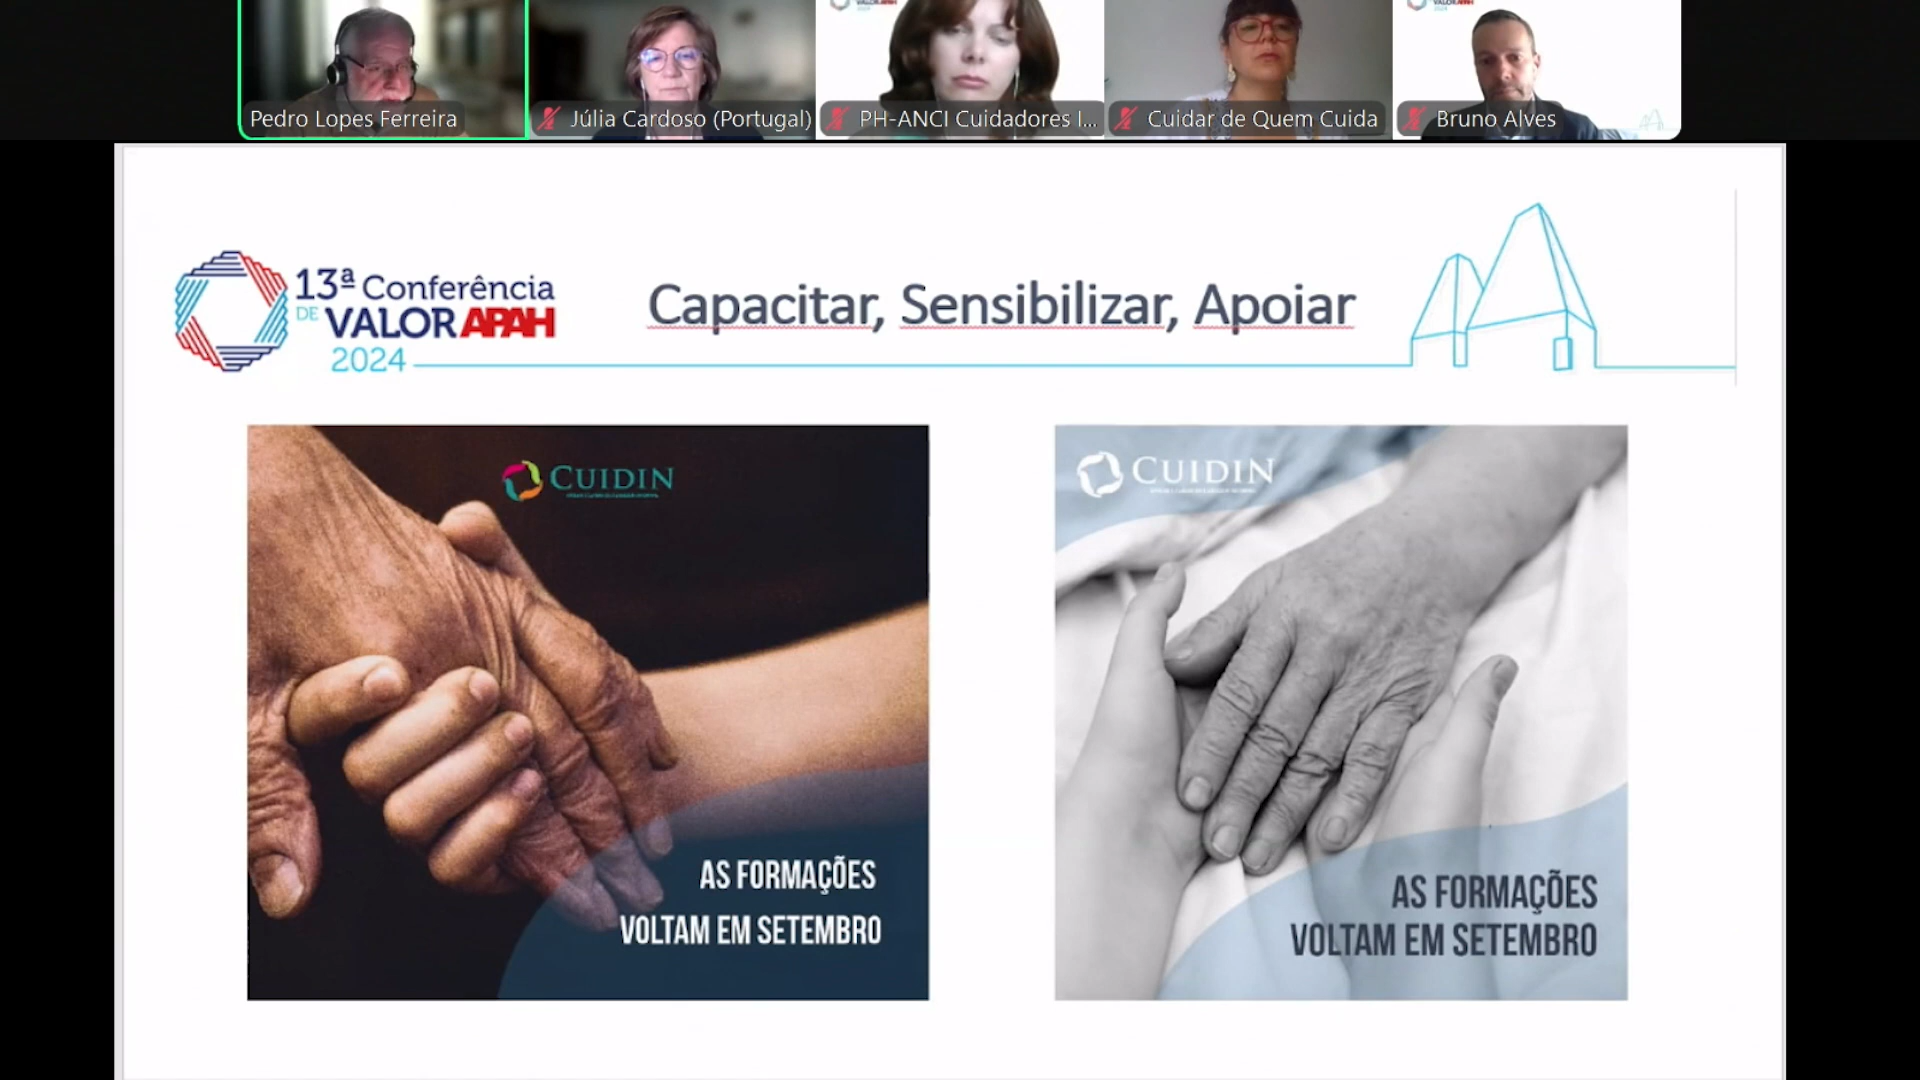 Pedro Lopes Ferreira
Júlia Cardoso (Portugal)
PH-ANCI Cuidadores I...
Cuidar de Quem Cuida
Bruno Alves
13ª Conferência
DE VALOR APAH
2024
Capacitar, Sensibilizar, Apoiar
CUIDIN
AS FORMAÇÕES
VOLTAM EM SETEMBRO
CUIDIN
AS FORMAÇÕES
VOLTAM EM SETEMBRO